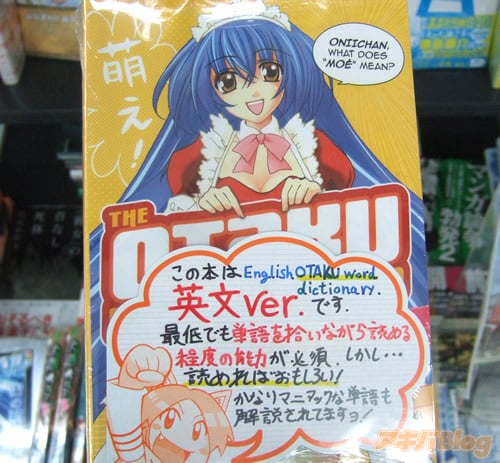 ONIICHAN,
WHAT DOES
"MOÉ" MEAN?
萌え!
THE
OTAKU
この本は English OTAKU word
dictionary.
英文ver.です.
最低でも単語を拾いながら読める
程度の能力が必須、しかし…
読めればおもしろい!
かなりマニアックな単語も
解説されてますョ!
アキバBlog